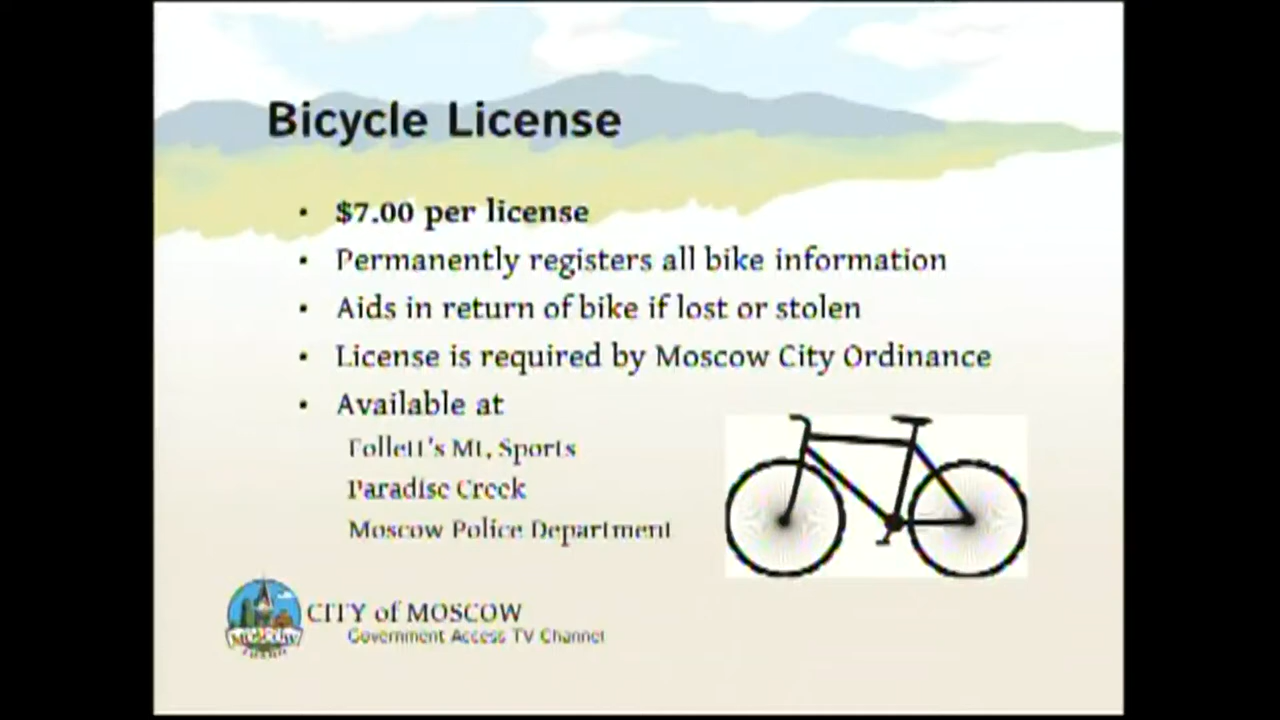 Bicycle License
• $7.00 per license
• Permanently registers all bike information
• Aids in return of bike if lost or stolen
• License is required by Moscow City Ordinance
• Available at
Follett's Mt. Sports
Paradise Creek
Moscow Police Department
CITY of MOSCOW
Government Access TV Channel
MOSCOW
IDAHO